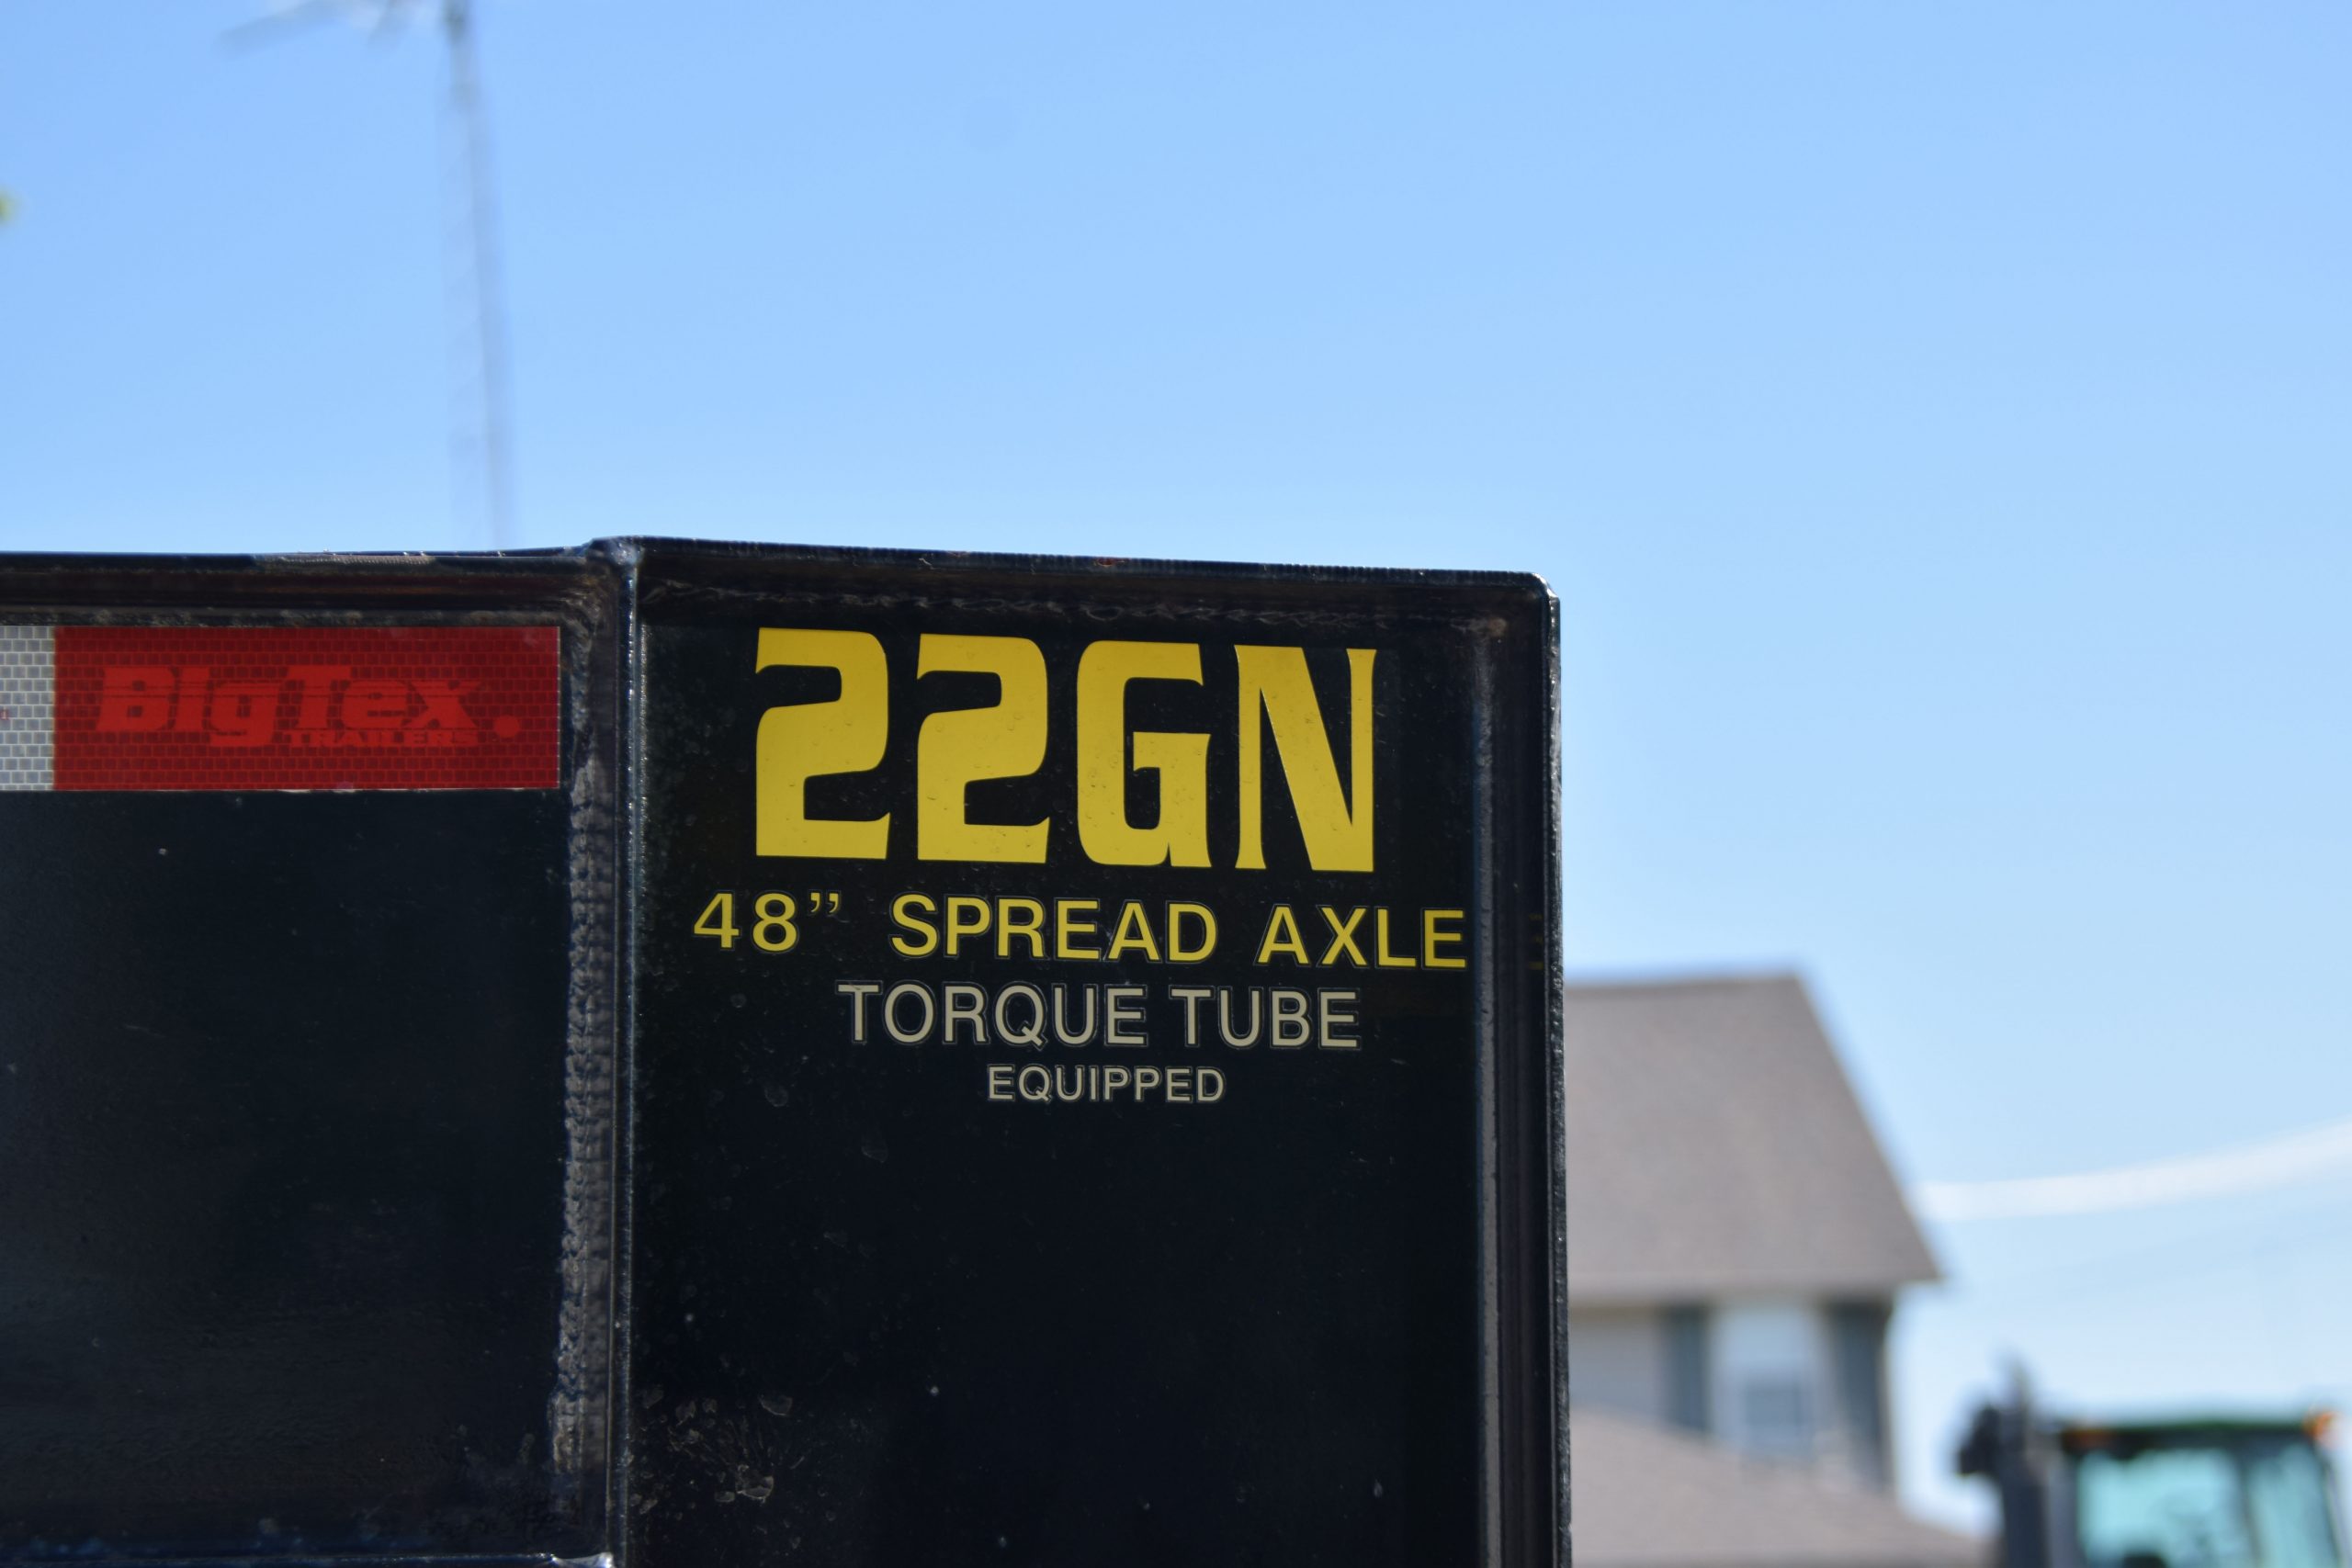 BigTex
TRAILERS
22GN
48” SPREAD AXLE
TORQUE TUBE
EQUIPPED